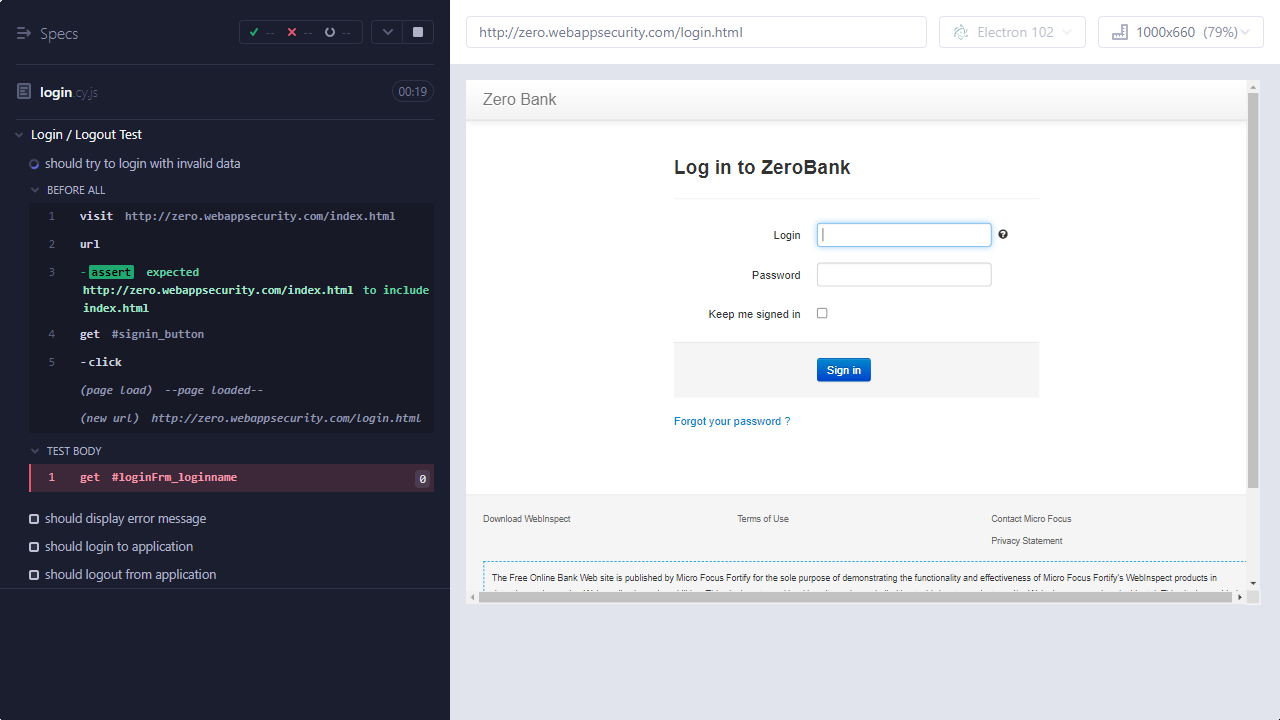 Specs
-- -- --
login.cy.js 00:19
Login / Logout Test
should try to login with invalid data
BEFORE ALL
1 visit http://zero.webappsecurity.com/index.html
2 url
3 -assert expected
http://zero.webappsecurity.com/index.html to include
index.html
4 get #signin_button
5 -click
(page load) --page loaded--
(new url) http://zero.webappsecurity.com/login.html
TEST BODY
1 get #loginFrm_loginname 0
should display error message
should login to application
should logout from application
http://zero.webappsecurity.com/login.html
Electron 102
1000x660 (79%)
Zero Bank
Log in to ZeroBank
Login
Password
Keep me signed in
Sign in
Forgot your password ?
Download WebInspect
Terms of Use
Contact Micro Focus
Privacy Statement
The Free Online Bank Web site is published by Micro Focus Fortify for the sole purpose of demonstrating the functionality and effectiveness of Micro Focus Fortify's WebInspect products in